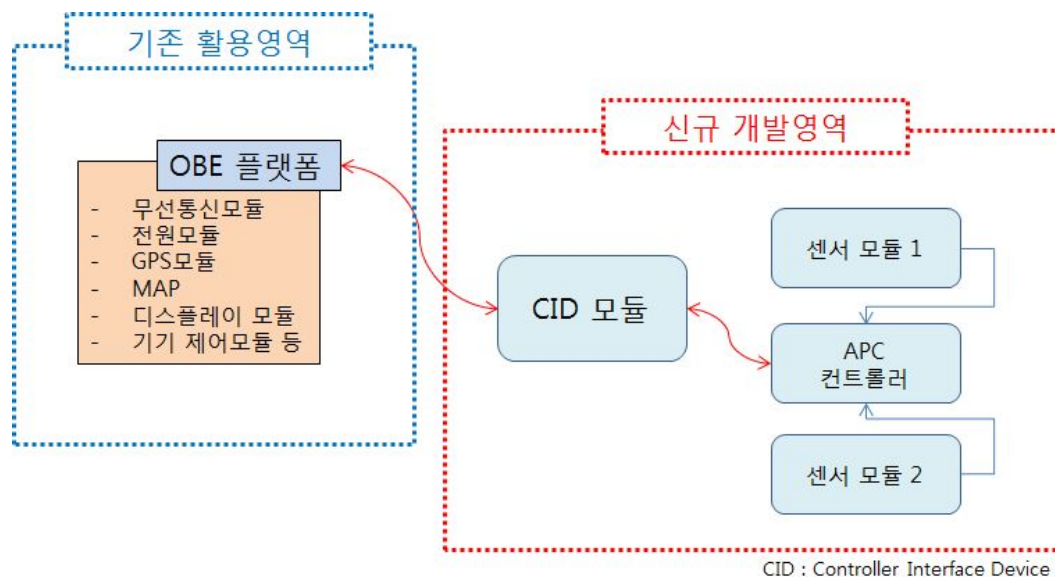 기존 활용영역
신규 개발영역
OBE 플랫폼
- 무선통신모듈
- 전원모듈
- GPS모듈
- MAP
- 디스플레이 모듈
- 기기 제어모듈 등
CID 모듈
센서 모듈 1
APC
컨트롤러
센서 모듈 2
CID : Controller Interface Device